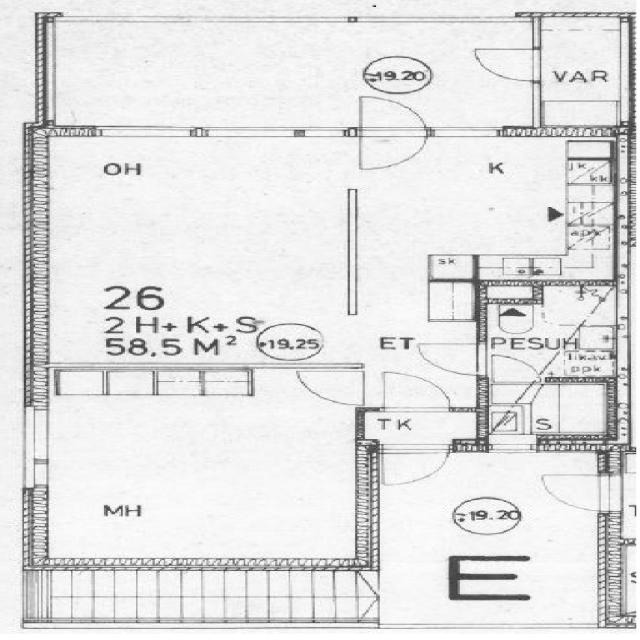 +19.20
VAR
OH
K
jk
kk
apk
sk
26
2 H+ K+S
58.5 M²
+19.25
ET
PESUH
likav
ppk
TK
S
MH
+19.20
E
T
S